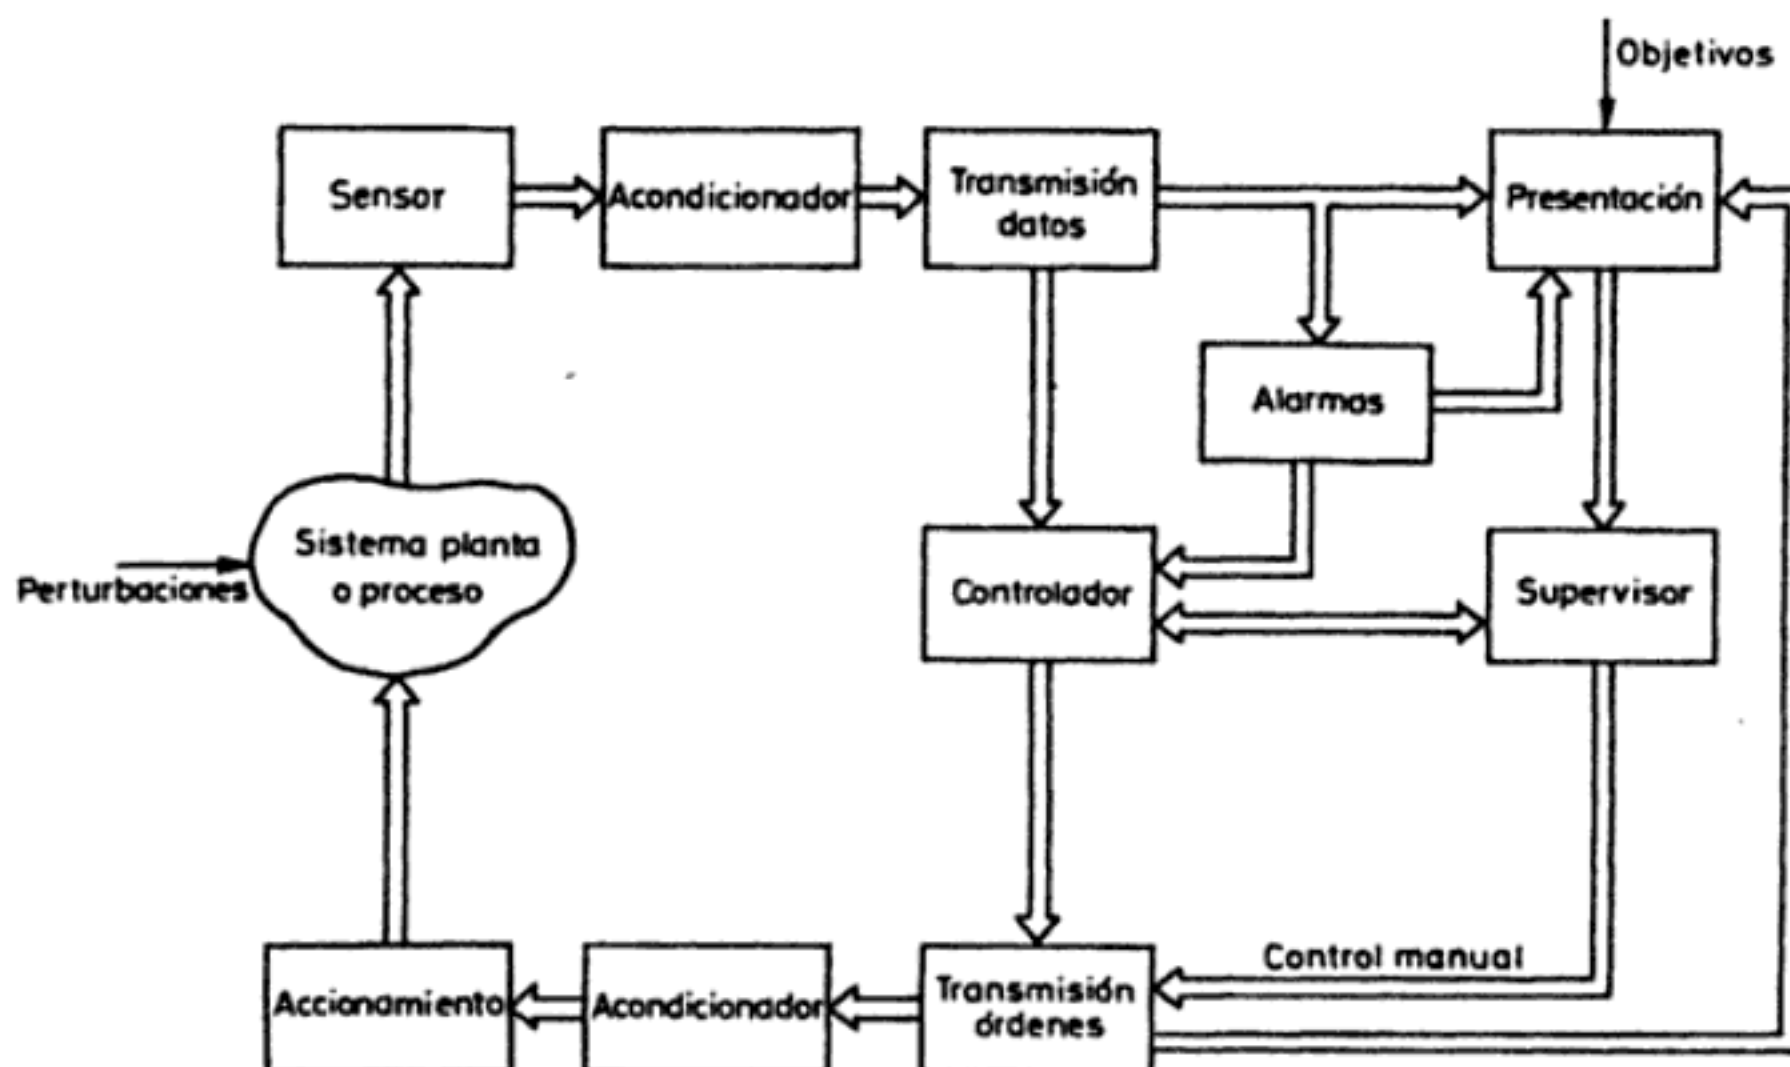 Objetivos
Sensor
Acondicionador
Transmisión
datos
Presentación
Alarmas
Sistema planta
o proceso
Perturbaciones
Controlador
Supervisor
Control manual
Accionamiento
Acondicionador
Transmisión
órdenes